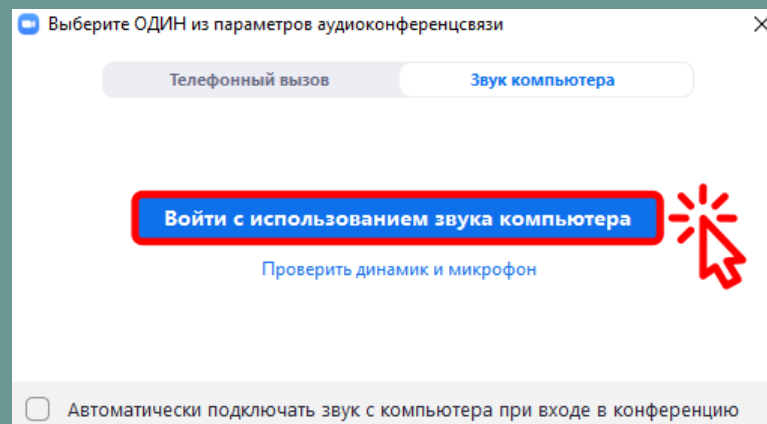 Выберите ОДИН из параметров аудиоконференцсвязи
Телефонный вызов
Звук компьютера
Войти с использованием звука компьютера
Проверить динамик и микрофон
Автоматически подключать звук с компьютера при входе в конференцию